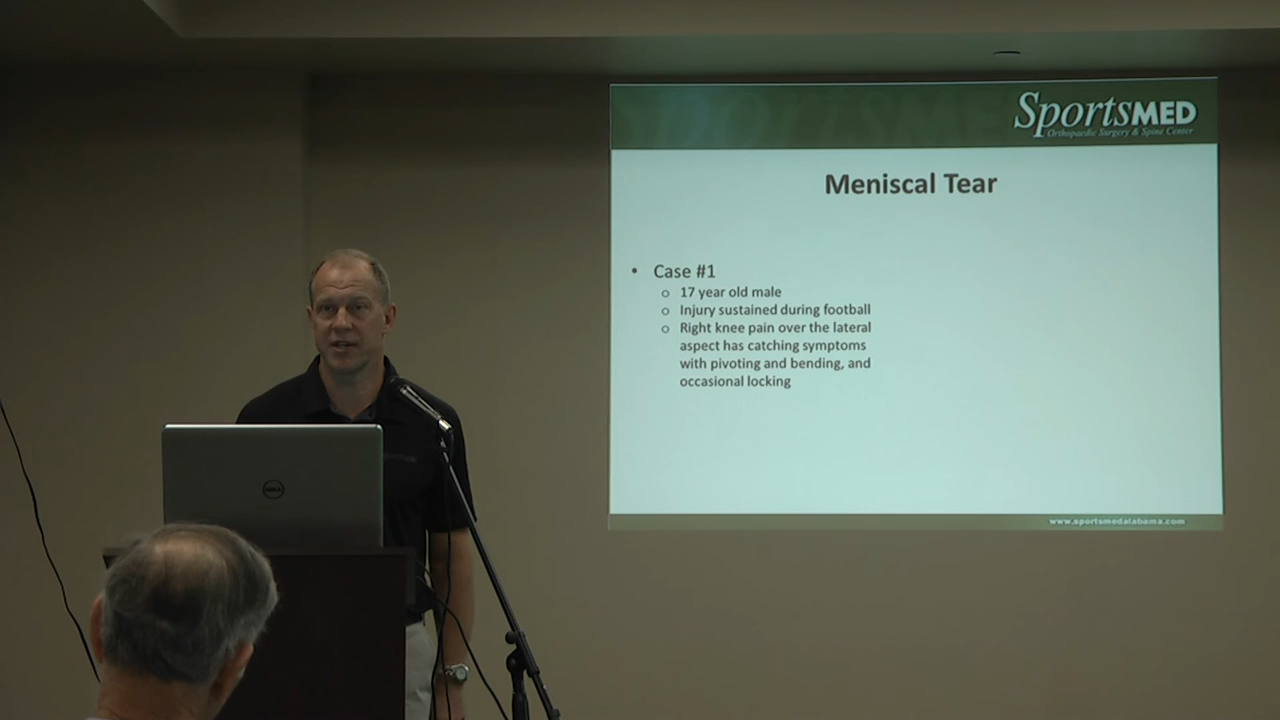 SportsMED
Orthopaedic Surgery & Spine Center
Meniscal Tear
• Case #1
o 17 year old male
o Injury sustained during football
o Right knee pain over the lateral
aspect has catching symptoms
with pivoting and bending, and
occasional locking
www.sportsmedalabama.com
DELL